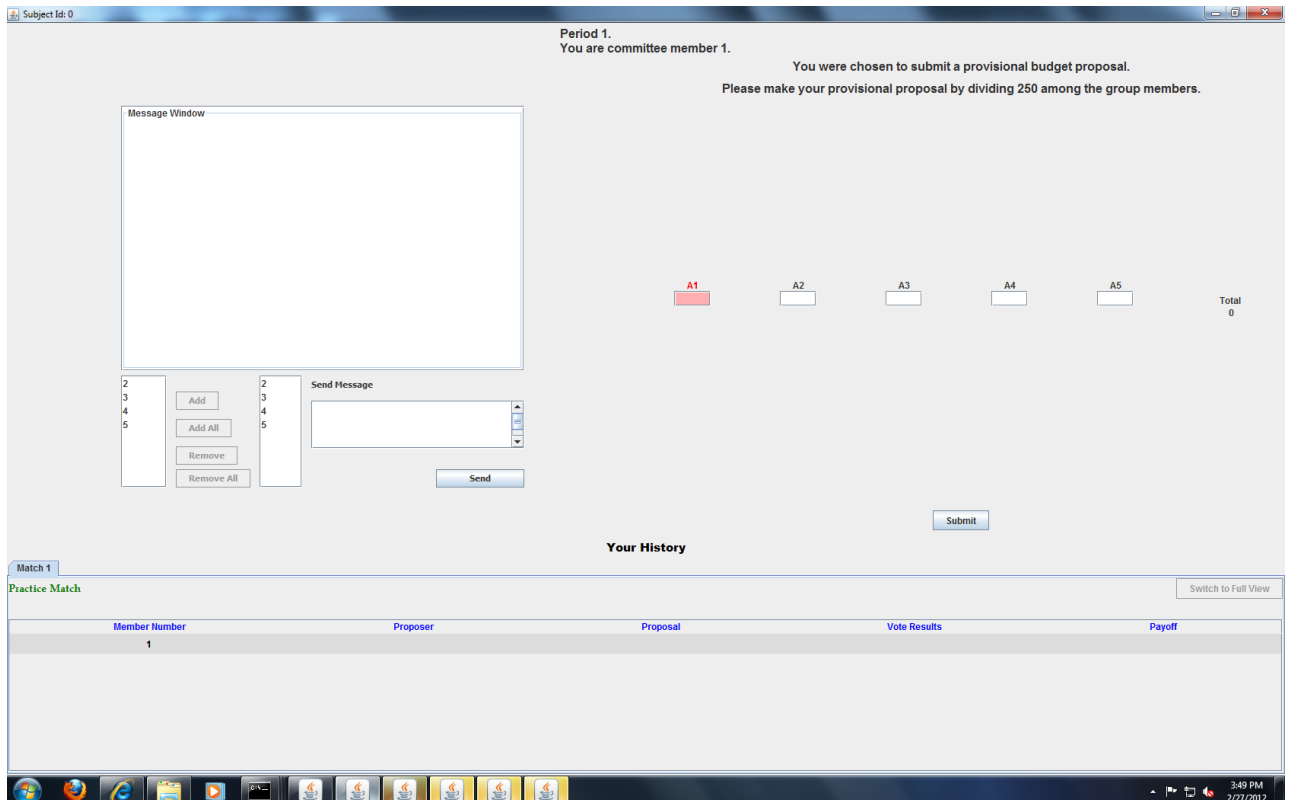 Subject Id: 0
Period 1.
You are committee member 1.
You were chosen to submit a provisional budget proposal.
Please make your provisional proposal by dividing 250 among the group members.
Message Window
A1 A2 A3 A4 A5
Total
0
2 2 Send Message
3 Add 3
4 4
5 Add All 5
Remove
Remove All
Send
Submit
Your History
Match 1
Practice Match
Switch to Full View
Member Number Proposer Proposal Vote Results Payoff
1
C:\
3:49 PM
2/27/2012